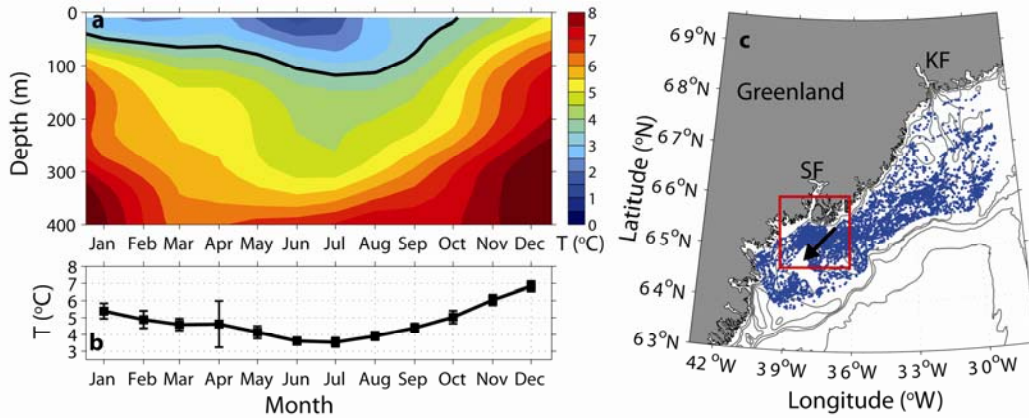 a
0
100
200
300
400
Depth (m)
Jan Feb Mar Apr May Jun Jul Aug Sep Oct Nov Dec
8
7
6
5
4
3
2
1
0
T (°C)
b
7
6
5
4
3
T (°C)
Jan Feb Mar Apr May Jun Jul Aug Sep Oct Nov Dec
Month
c
69°N
68°N
67°N
66°N
65°N
64°N
63°N
Latitude (°N)
KF
Greenland
SF
42°W 39°W 36°W 33°W 30°W
Longitude (°W)